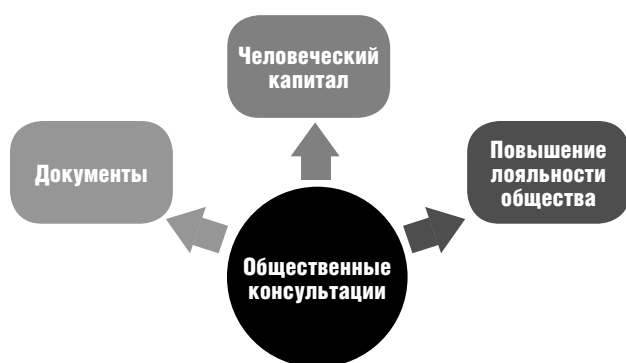 Человеческий
капитал
Документы
Повышение
лояльности
общества
Общественные
консультации